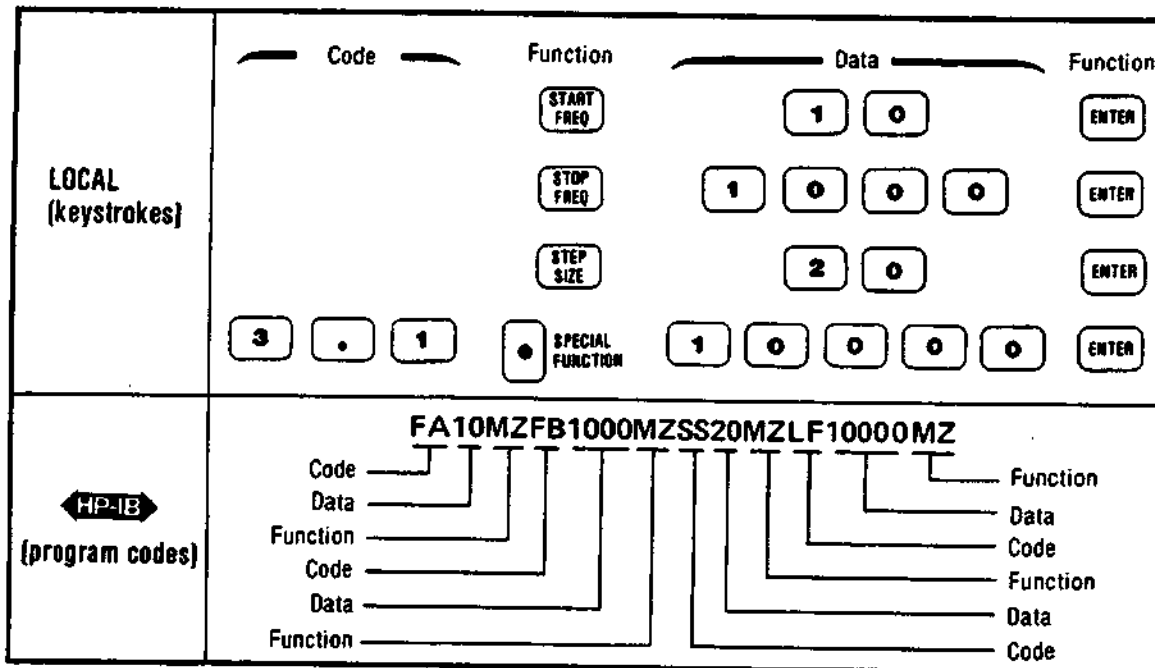 Code Function Data Function
START FREQ 1 0 ENTER
LOCAL (keystrokes)
STOP FREQ 1 0 0 0 ENTER
STEP SIZE 2 0 ENTER
3 . 1 SPECIAL FUNCTION 1 0 0 0 0 ENTER
FA10MZFB1000MZSS20MZLF10000MZ
HP-IB
(program codes)
Code
Data
Function
Code
Data
Function
Function
Data
Code
Function
Data
Code